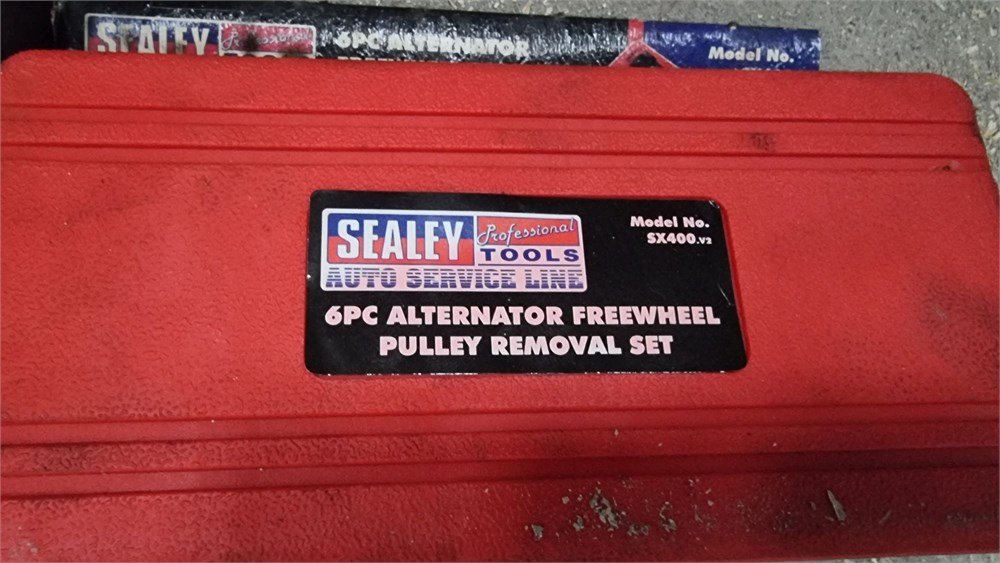 SEALEY Professional
6PC ALTERNATOR
Model No.
SEALEY Professional
TOOLS
AUTO SERVICE LINE
Model No.
SX400.V2
6PC ALTERNATOR FREEWHEEL
PULLEY REMOVAL SET